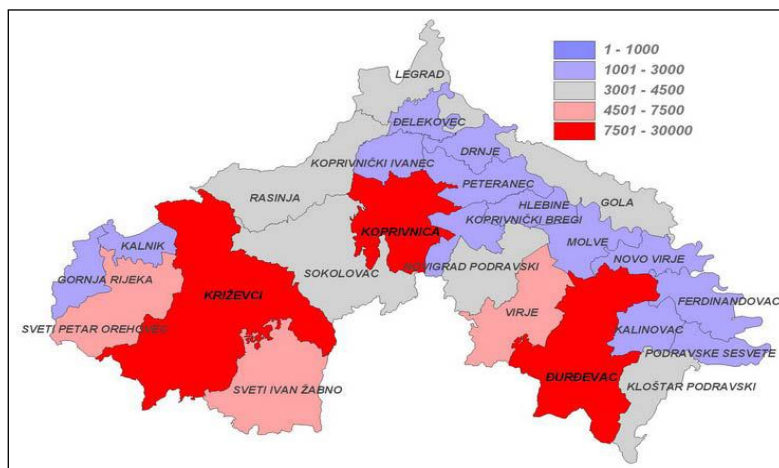 1 - 1000
1001 - 3000
3001 - 4500
4501 - 7500
7501 - 30000
LEGRAD
ĐELEKOVEC
DRNJE
KOPRIVNIČKI IVANEC
PETERANEC
RASINJA
HLEBINE
GOLA
KOPRIVNIČKI BREGI
KOPRIVNICA
MOLVE
KALNIK
NOVIGRAD PODRAVSKI
NOVO VIRJE
GORNJA RIJEKA
SOKOLOVAC
KRIŽEVCI
FERDINANDOVAC
VIRJE
SVETI PETAR OREHOVEC
KALINOVAC
PODRAVSKE SESVETE
ĐURĐEVAC
SVETI IVAN ŽABNO
KLOŠTAR PODRAVSKI